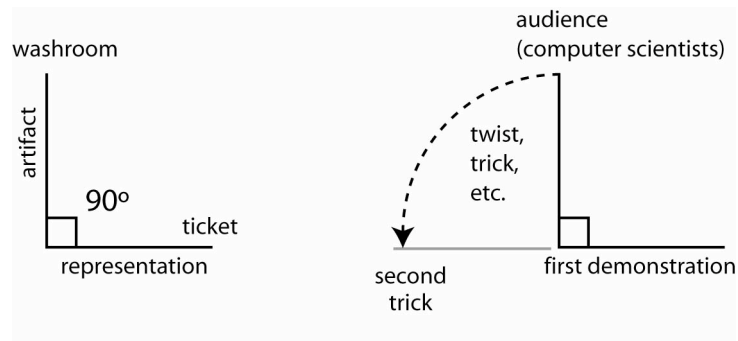 washroom
artifact
90º
ticket
representation
audience
(computer scientists)
twist,
trick,
etc.
second
trick
first demonstration